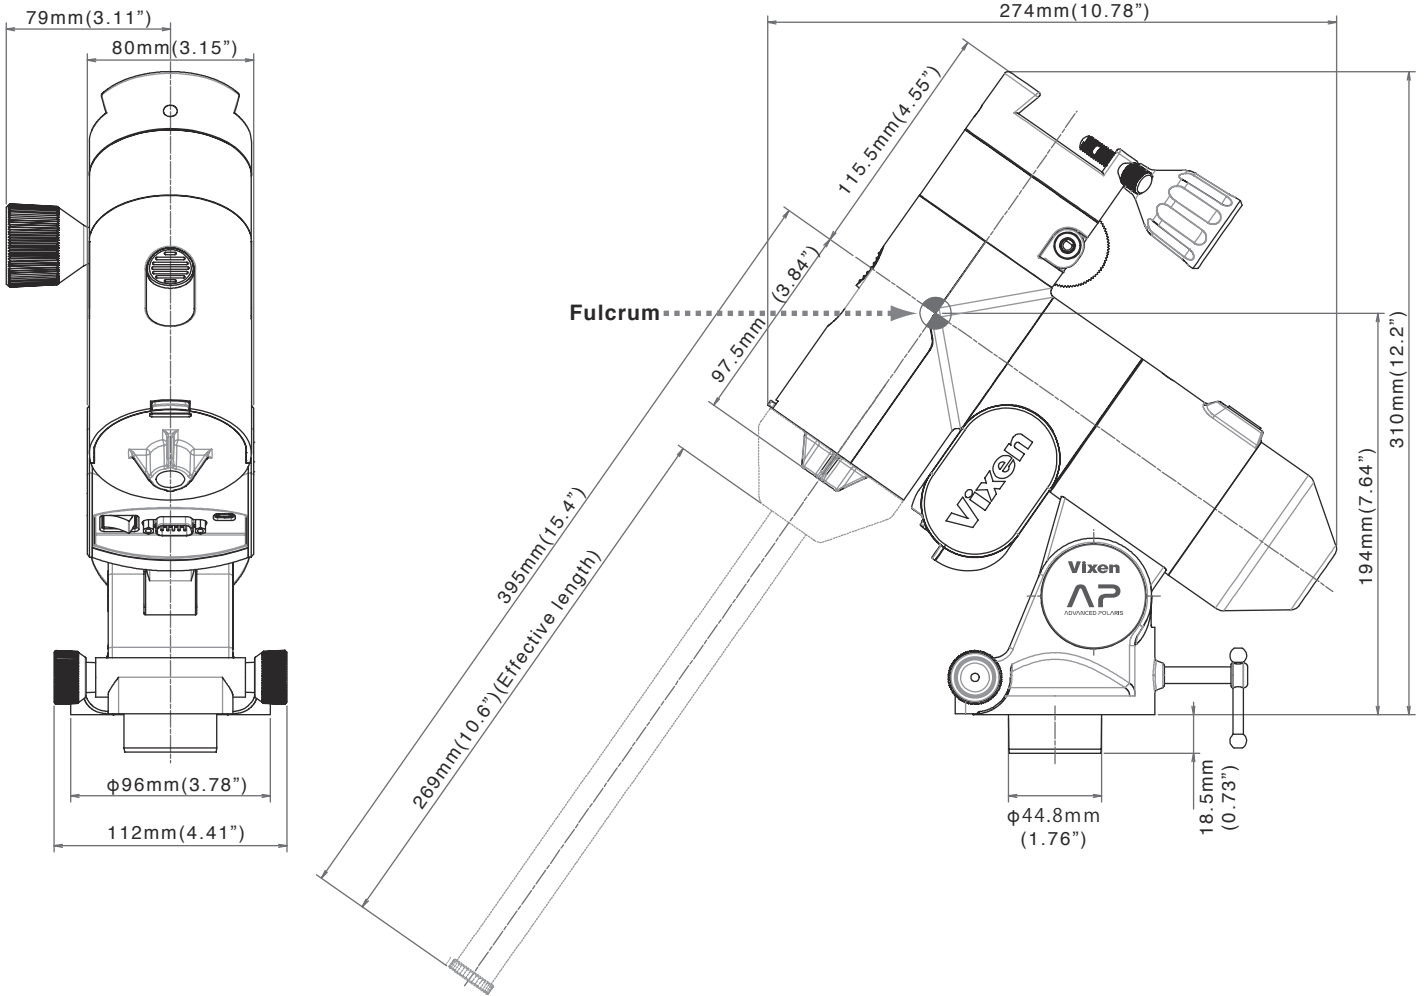 79mm(3.11”)
80mm(3.15”)
274mm(10.78”)
115.5mm(4.55”)
97.5mm (3.84”)
Fulcrum
310mm(12.2”)
194mm(7.64”)
395mm(15.4”)
269mm(10.6”)(Effective length)
Vixen
Vixen
AP
ADVANCED POLARIS
φ96mm(3.78”)
112mm(4.41”)
φ44.8mm
(1.76”)
18.5mm
(0.73”)